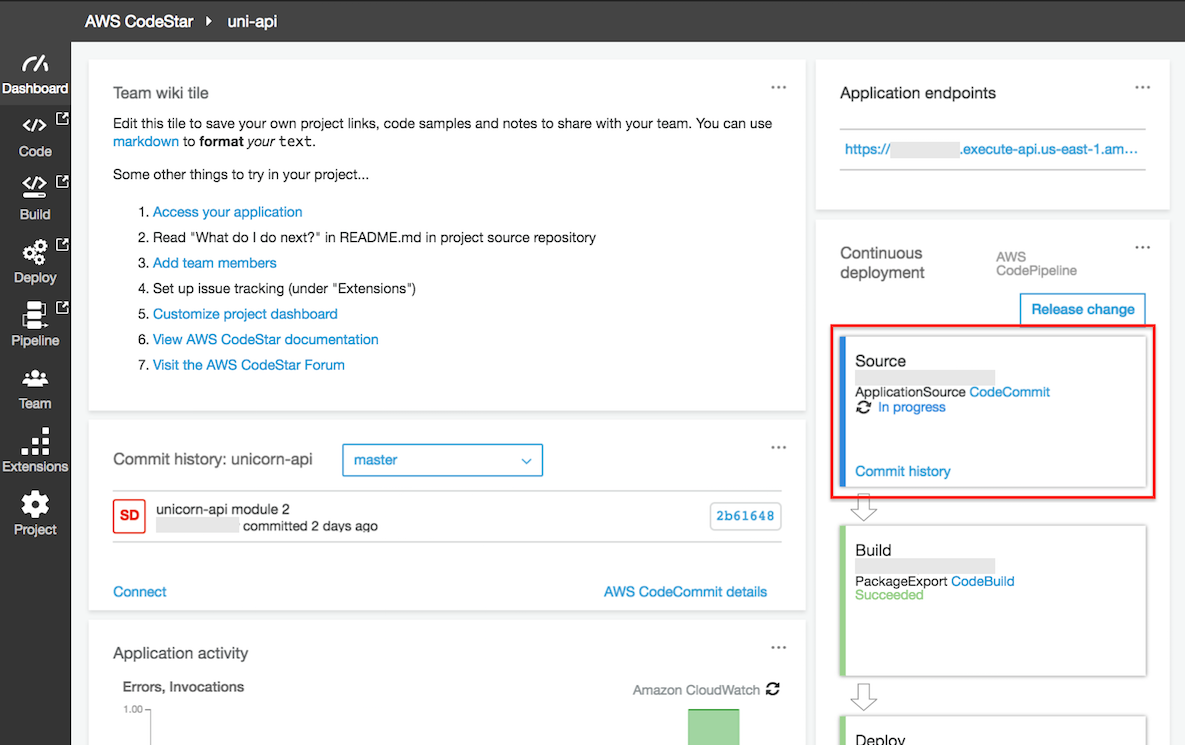 AWS CodeStar uni-api
Dashboard
Code
Build
Deploy
Pipeline
Team
Extensions
Project
Team wiki tile
Edit this tile to save your own project links, code samples and notes to share with your team. You can use
markdown to format your text.
Some other things to try in your project...
1. Access your application
2. Read "What do I do next?" in README.md in project source repository
3. Add team members
4. Set up issue tracking (under "Extensions")
5. Customize project dashboard
6. View AWS CodeStar documentation
7. Visit the AWS CodeStar Forum
Commit history: unicorn-api master
SD
unicorn-api module 2
committed 2 days ago
2b61648
Connect AWS CodeCommit details
Application activity
Errors, Invocations
Amazon CloudWatch
1.00
Application endpoints
https:// .execute-api.us-east-1.am...
Continuous
deployment
AWS
CodePipeline
Release change
Source
ApplicationSource CodeCommit
In progress
Commit history
Build
PackageExport CodeBuild
Succeeded
Deploy